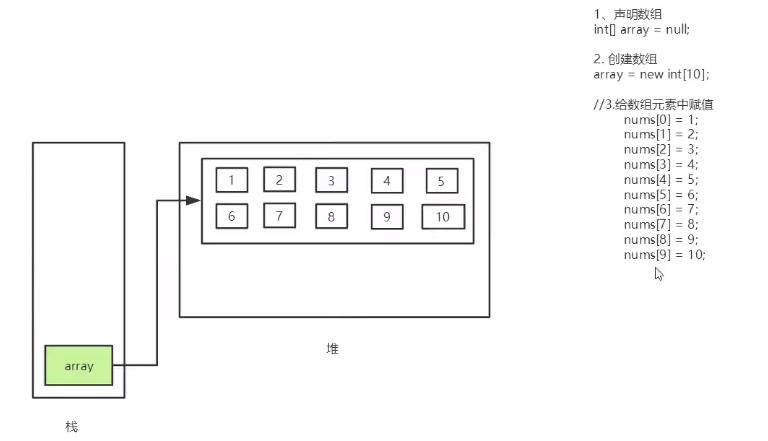 1、声明数组
int[] array = null;
2. 创建数组
array = new int[10];
//3.给数组元素中赋值
nums[0] = 1;
nums[1] = 2;
nums[2] = 3;
nums[3] = 4;
nums[4] = 5;
nums[5] = 6;
nums[6] = 7;
nums[7] = 8;
nums[8] = 9;
nums[9] = 10;
1 2 3 4 5
6 7 8 9 10
堆
array
栈